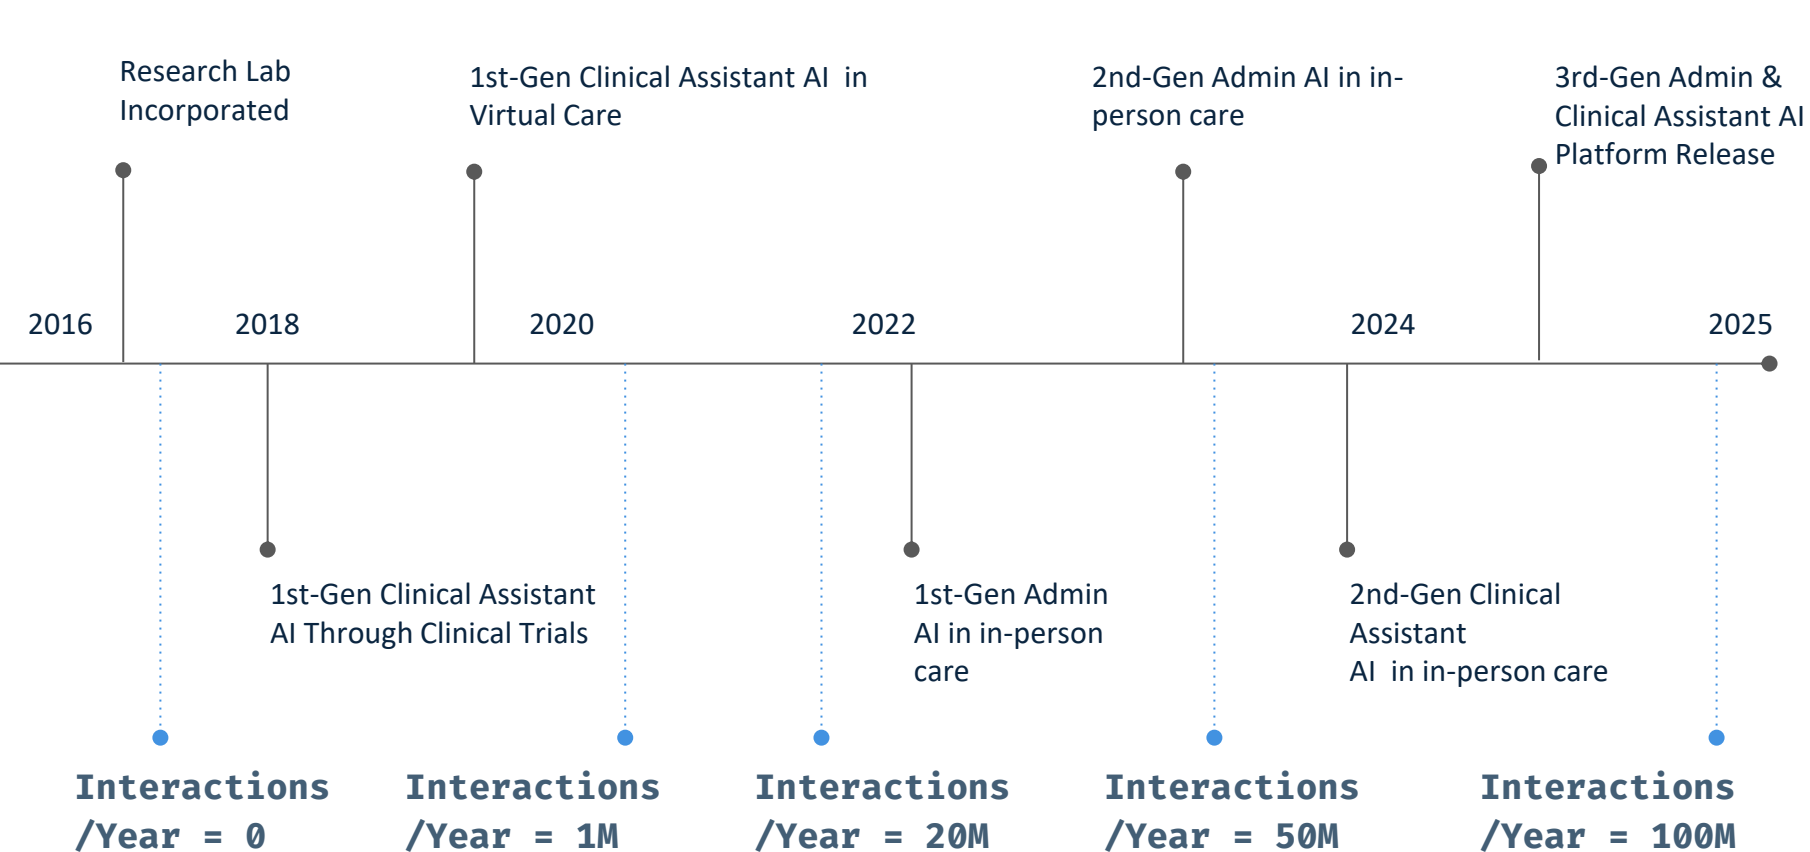 Research Lab
Incorporated
1st-Gen Clinical Assistant AI  in
Virtual Care
2nd-Gen Admin AI in in-
person care
3rd-Gen Admin &
Clinical Assistant AI
Platform Release
2016
2018
2020
2022
2024
2025
1st-Gen Clinical Assistant
AI Through Clinical Trials
1st-Gen Admin
AI in in-person
care
2nd-Gen Clinical
Assistant
AI  in in-person care
Interactions
/Year = 0
Interactions
/Year = 1M
Interactions
/Year = 20M
Interactions
/Year = 50M
Interactions
/Year = 100M